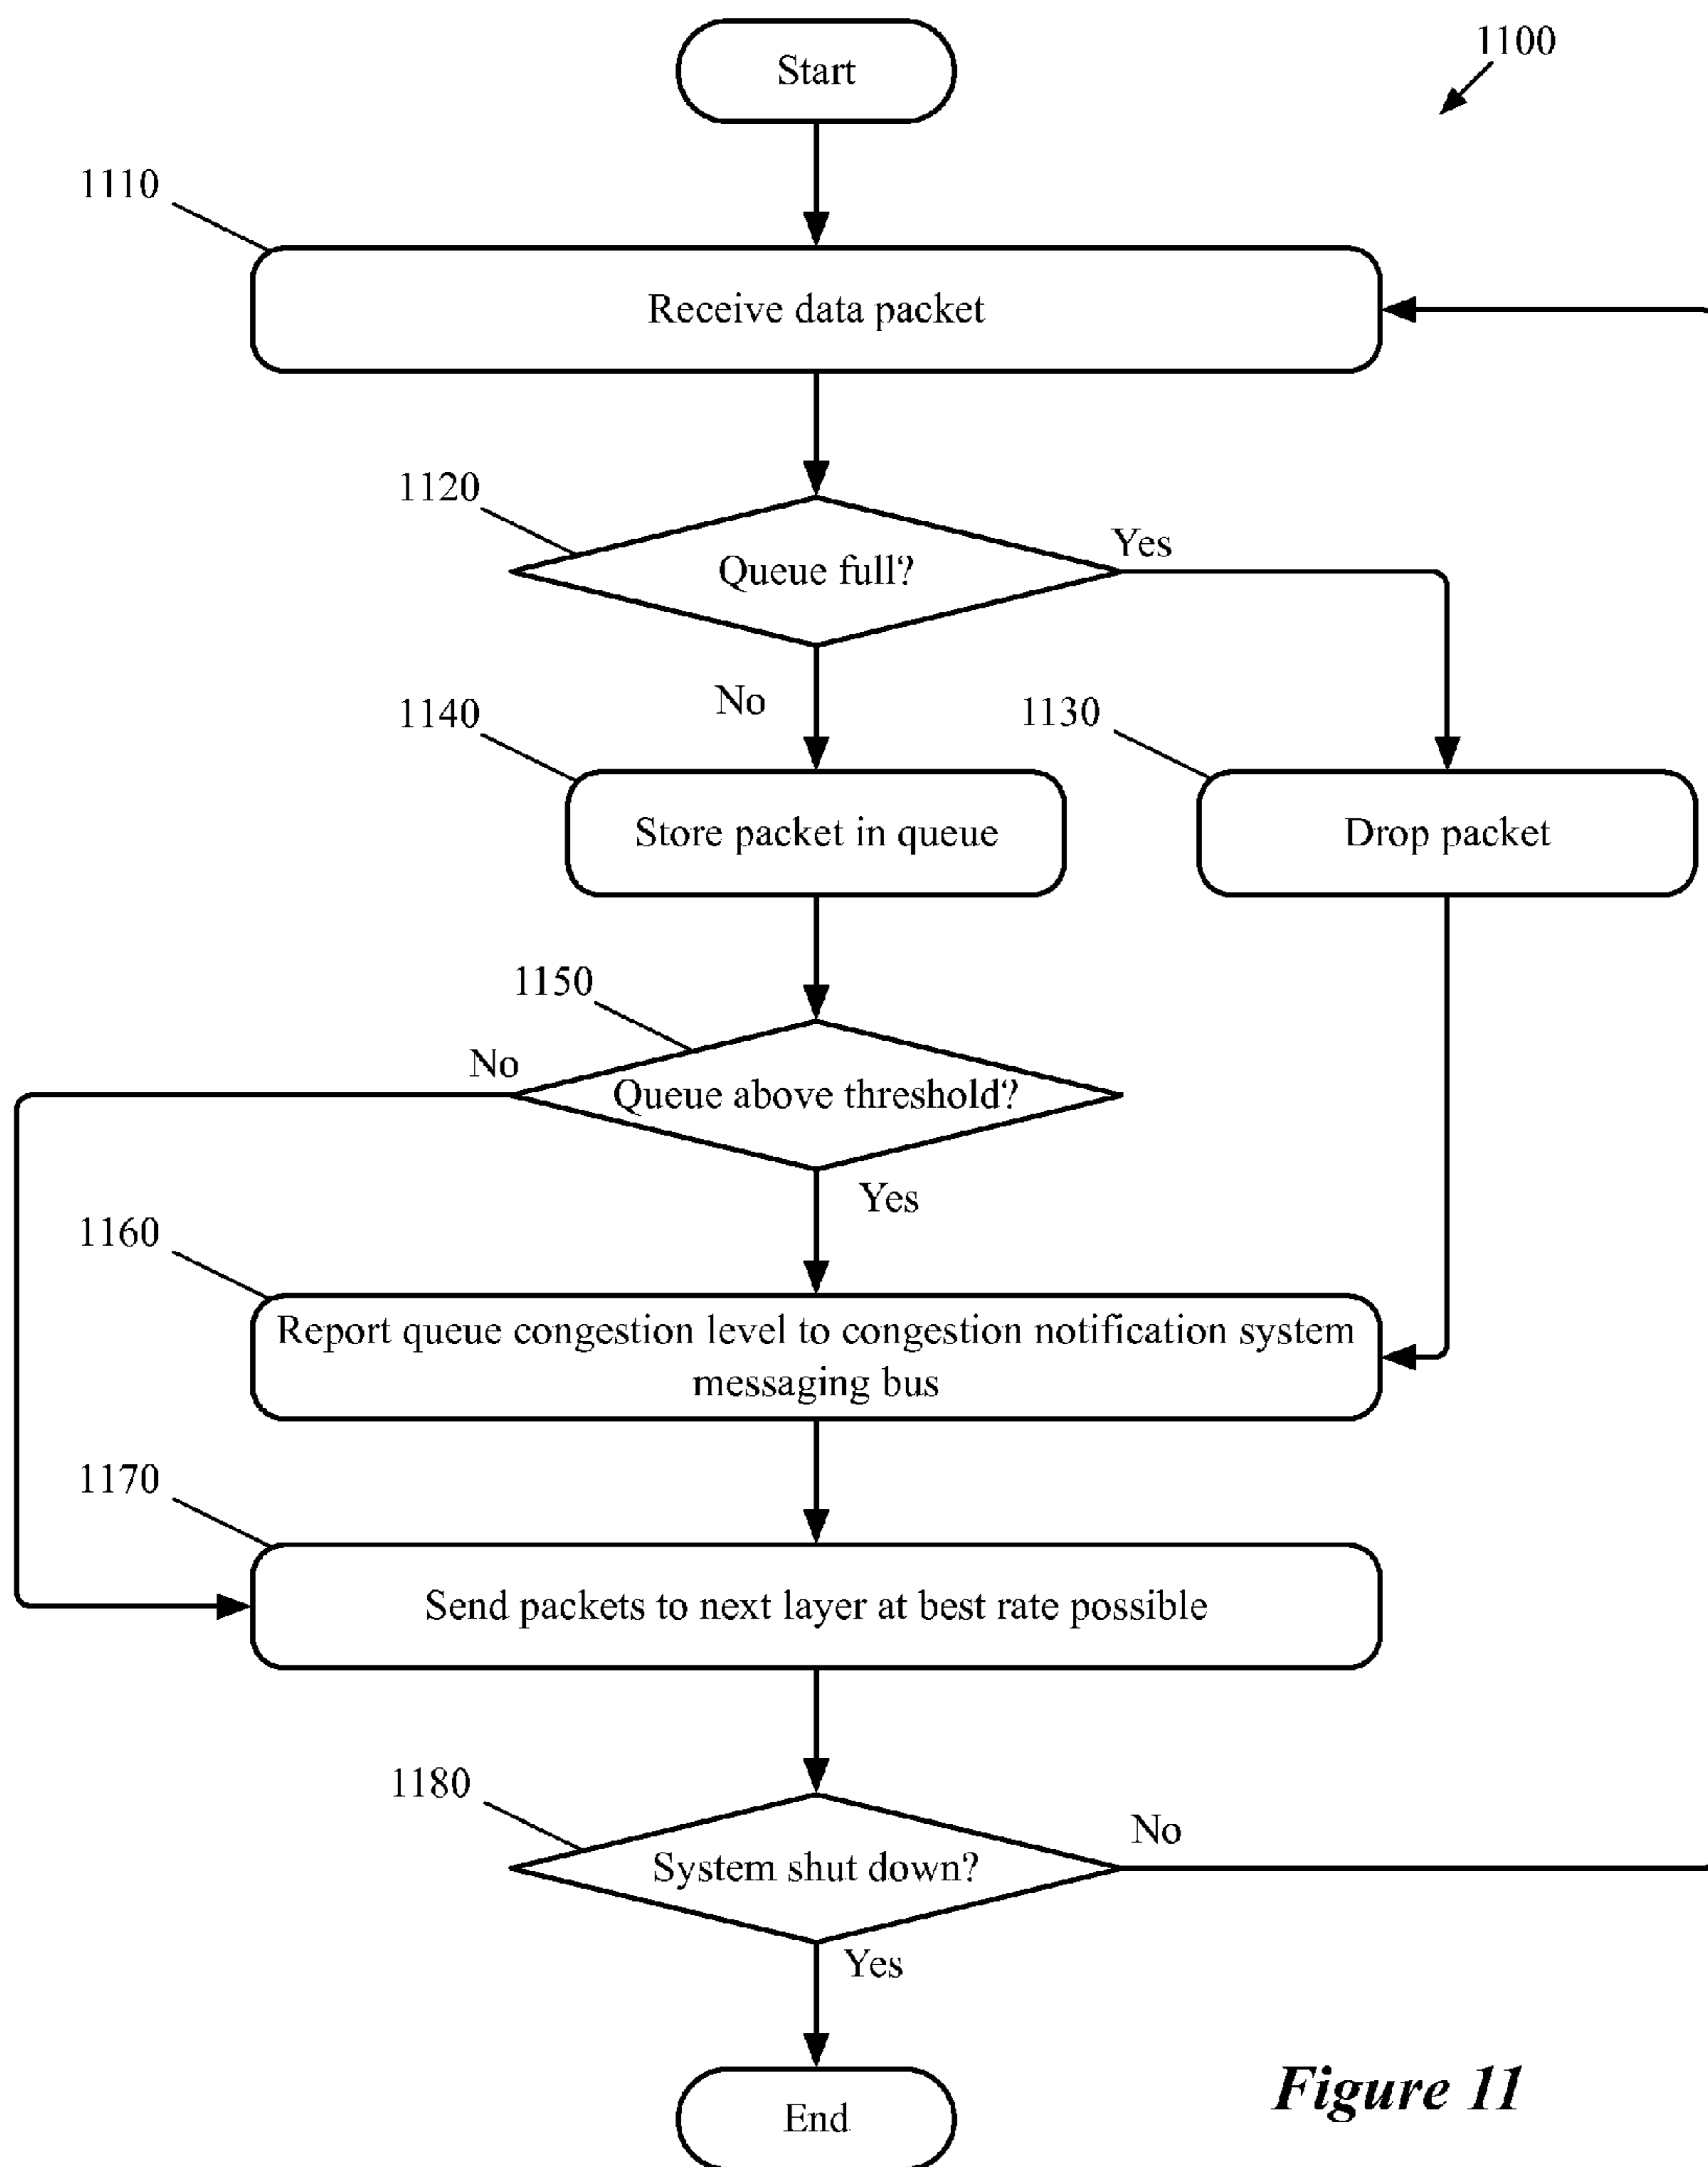 Start
1100
1110
Receive data packet
1120
Queue full?
Yes
No
1140
1130
Store packet in queue
Drop packet
1150
No
Queue above threshold?
Yes
1160
Report queue congestion level to congestion notification system
messaging bus
1170
Send packets to next layer at best rate possible
1180
No
System shut down?
Yes
End
Figure 11